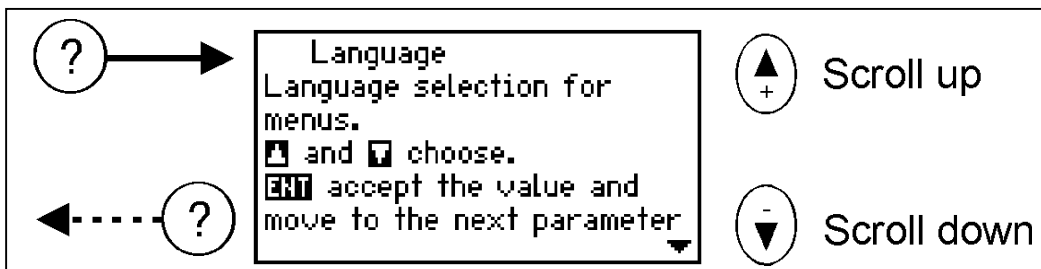 ?
Language
Language selection for
menus.
▲ and ▼ choose.
ENT accept the value and
move to the next parameter
?
+
Scroll up
-
Scroll down